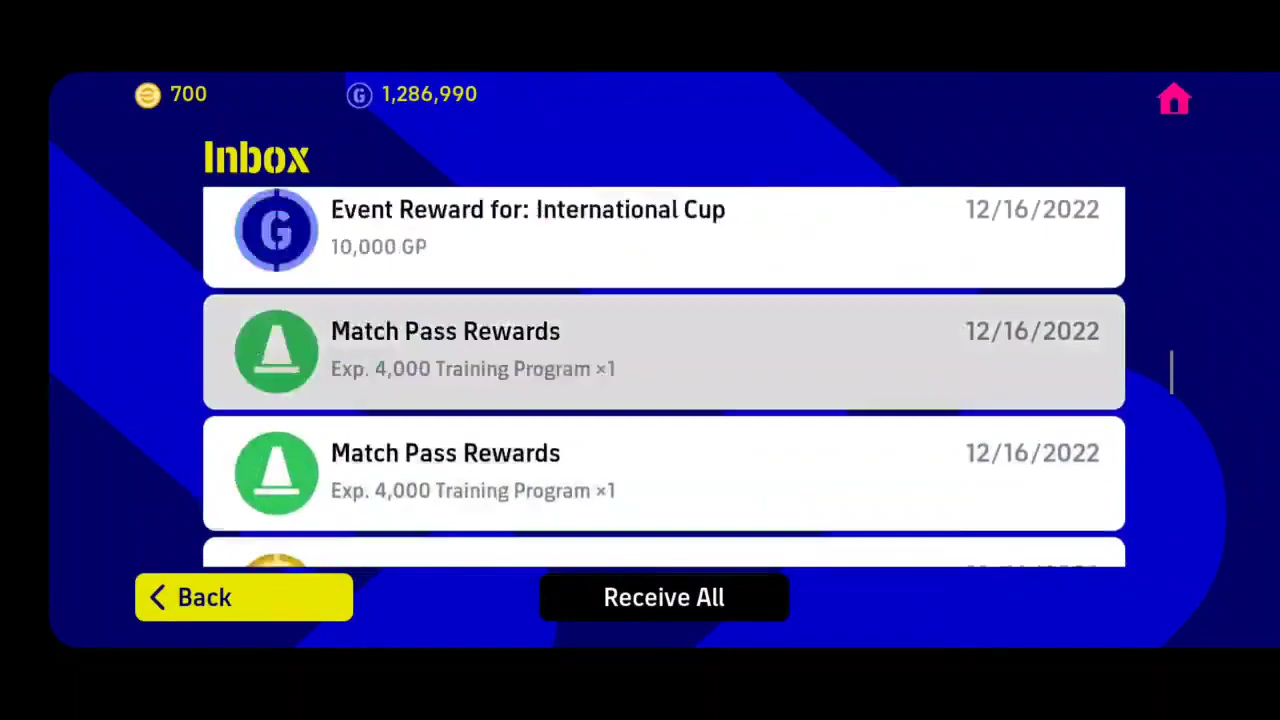 700
G 1,286,990
Inbox
G
Event Reward for: International Cup
12/16/2022
10,000 GP
Match Pass Rewards
12/16/2022
Exp. 4,000 Training Program ×1
Match Pass Rewards
12/16/2022
Exp. 4,000 Training Program ×1
Back
Receive All